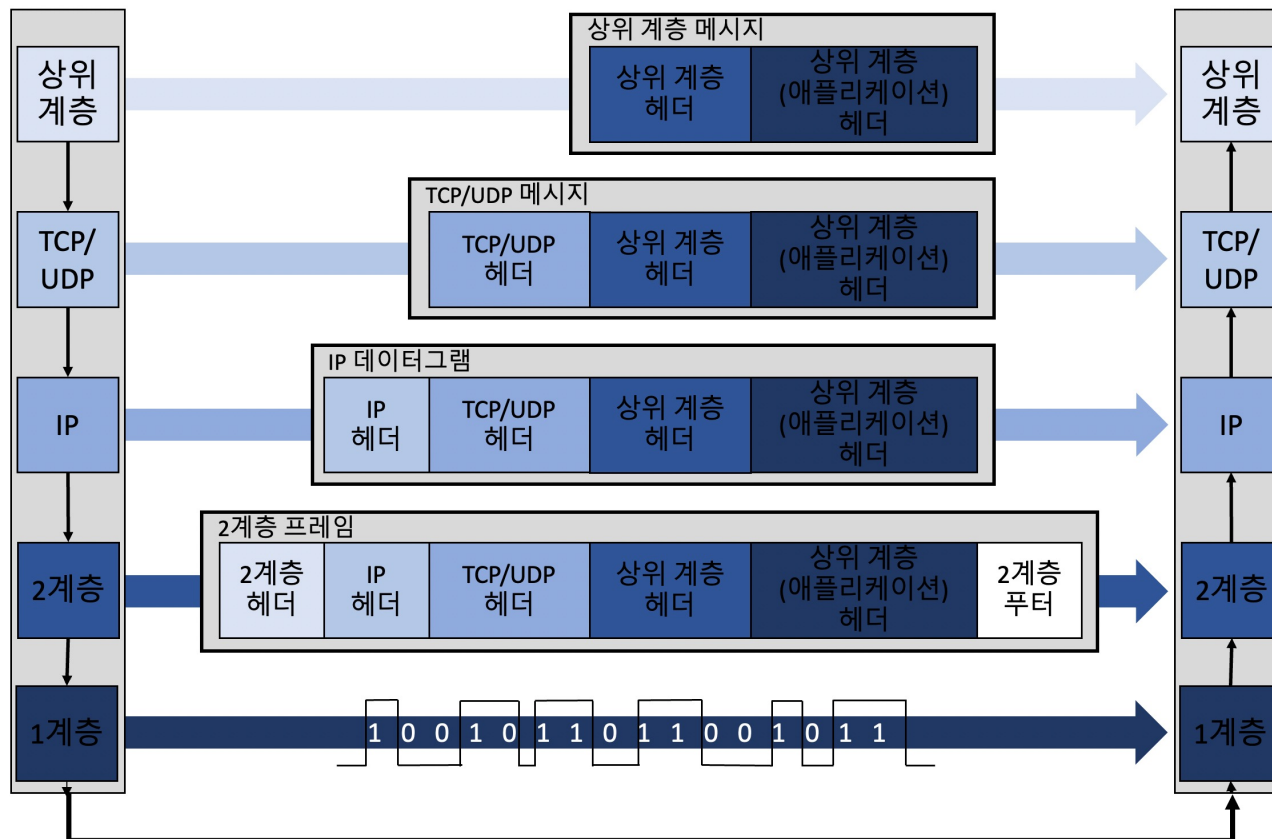 상위 계층 메시지
상위
계층
상위 계층
헤더
상위 계층
(애플리케이션)
헤더
상위
계층
TCP/UDP 메시지
TCP/
UDP
TCP/UDP
헤더
상위 계층
헤더
상위 계층
(애플리케이션)
헤더
TCP/
UDP
IP 데이터그램
IP
IP
헤더
TCP/UDP
헤더
상위 계층
헤더
상위 계층
(애플리케이션)
헤더
IP
2계층 프레임
2계층
2계층
헤더
IP
헤더
TCP/UDP
헤더
상위 계층
헤더
상위 계층
(애플리케이션)
헤더
2계층
푸터
2계층
1계층
1 0 0 1 0 1 1 0 1 1 0 0 1 0 1 1
1계층